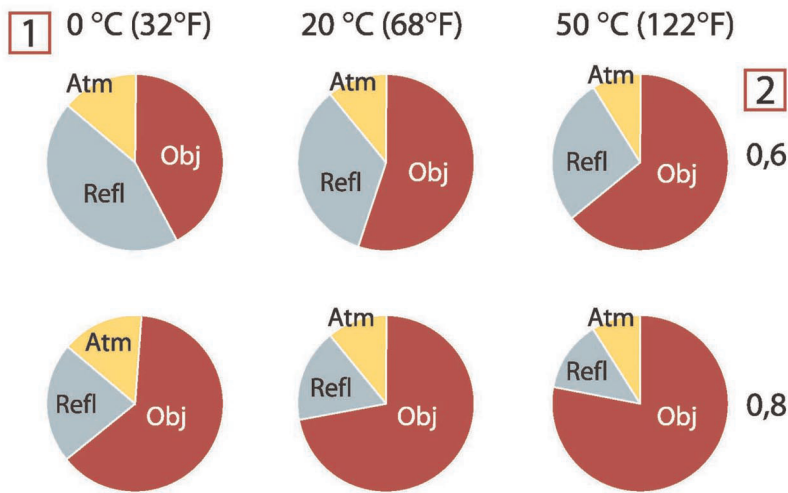 1 0 °C (32°F) 20 °C (68°F) 50 °C (122°F)
2
Atm Atm Atm
Obj Obj Obj
Refl Refl Refl
0,6
Atm Atm Atm
Refl Refl Refl
Obj Obj Obj
0,8